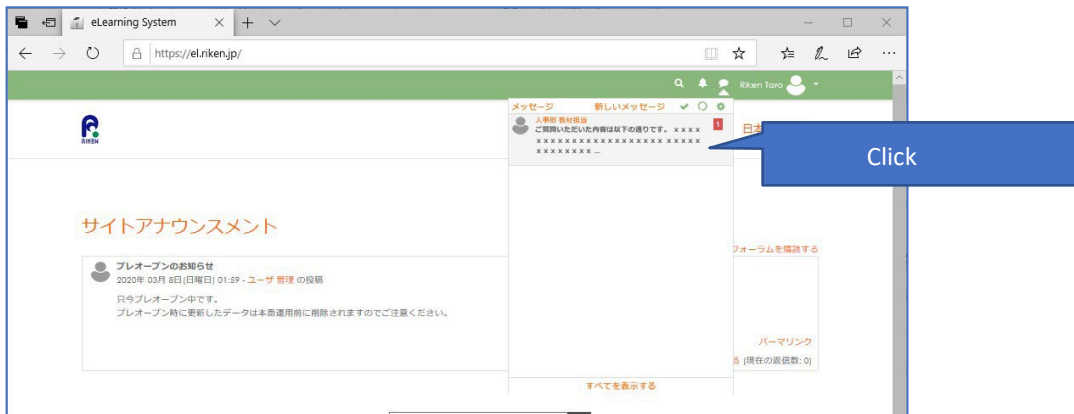 eLearning System
https://el.riken.jp/
Riken Taro
RIKEN
メッセージ 新しいメッセージ
人事部 教材担当
ご質問いただいた内容は以下の通りです。 ｘｘｘｘ
ｘｘｘｘｘｘｘｘｘｘｘｘｘｘｘｘｘｘ ｘｘｘｘｘ
ｘｘｘｘｘｘｘｘ ...
1
Click
サイトアナウンスメント
フォーラムを購読する
プレオープンのお知らせ
2020年 03月 8日(日曜日) 01:59 - ユーザ 管理 の投稿
只今プレオープン中です。
プレオープン時に更新したデータは本番運用前に削除されますのでご注意ください。
パーマリンク
る (現在の返信数: 0)
すべてを表示する